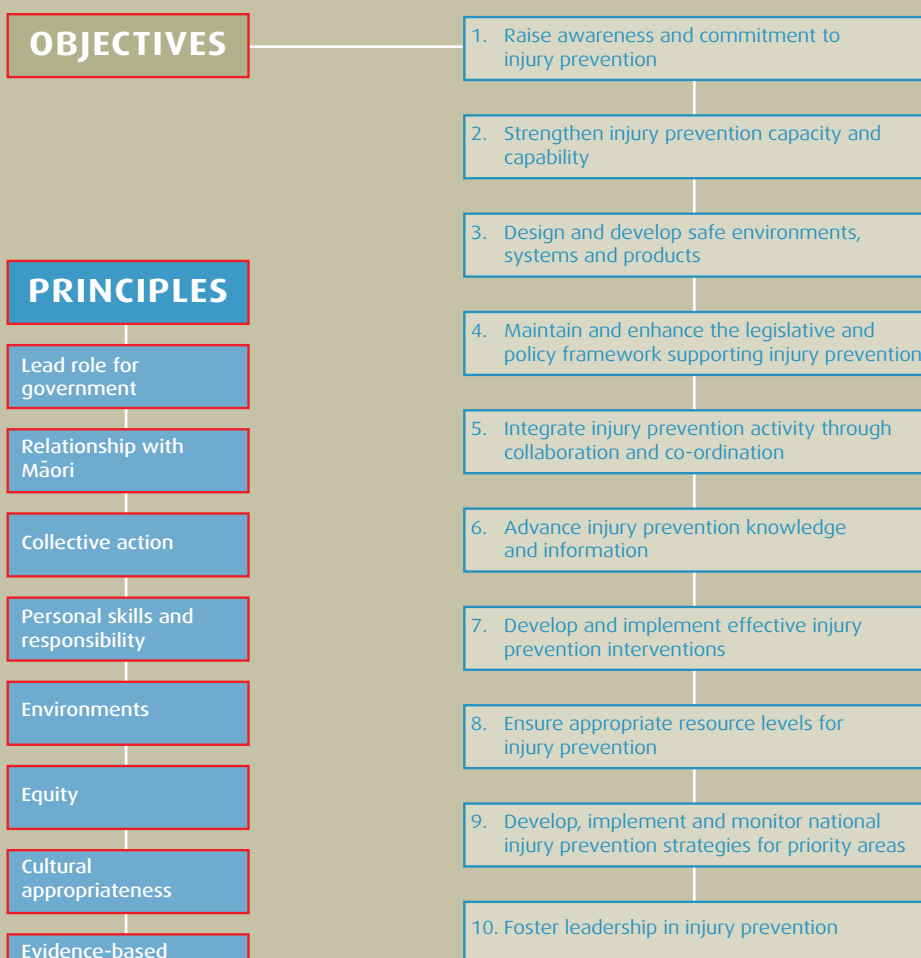 OBJECTIVES
1. Raise awareness and commitment to
injury prevention
2. Strengthen injury prevention capacity and
capability
3. Design and develop safe environments,
systems and products
4. Maintain and enhance the legislative and
policy framework supporting injury prevention
5. Integrate injury prevention activity through
collaboration and co-ordination
6. Advance injury prevention knowledge
and information
7. Develop and implement effective injury
prevention interventions
8. Ensure appropriate resource levels for
injury prevention
9. Develop, implement and monitor national
injury prevention strategies for priority areas
10. Foster leadership in injury prevention
PRINCIPLES
Lead role for
government
Relationship with
Māori
Collective action
Personal skills and
responsibility
Environments
Equity
Cultural
appropriateness
Evidence-based